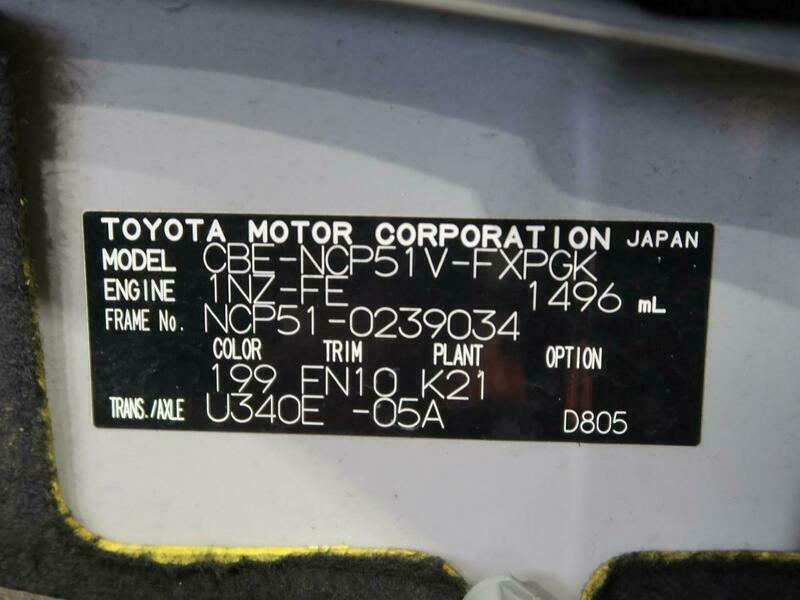 TOYOTA MOTOR CORPORATION JAPAN
MODEL CBE-NCP51V-FXPGK
ENGINE 1NZ-FE 1496 mL
FRAME No. NCP51-0239034
COLOR TRIM PLANT OPTION
199 FN10 K21
TRANS./AXLE U340E -05A D805